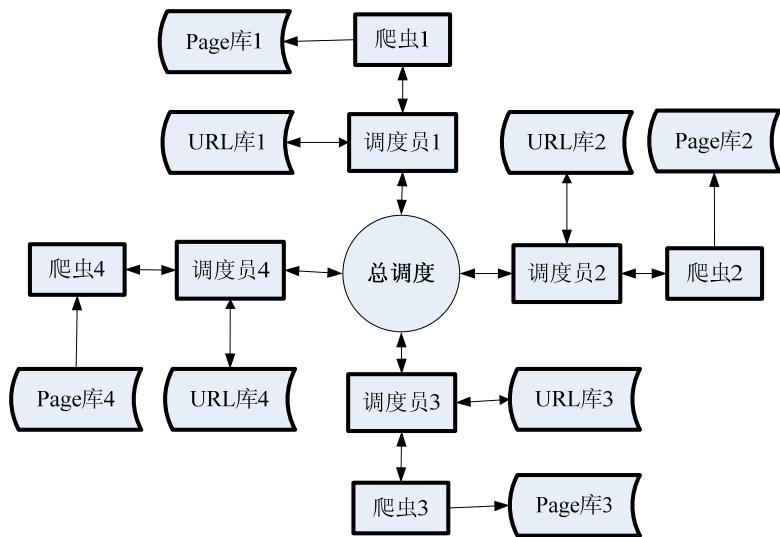 Page库1
爬虫1
URL库1
调度员1
URL库2
Page库2
爬虫4
调度员4
总调度
调度员2
爬虫2
Page库4
URL库4
调度员3
URL库3
爬虫3
Page库3